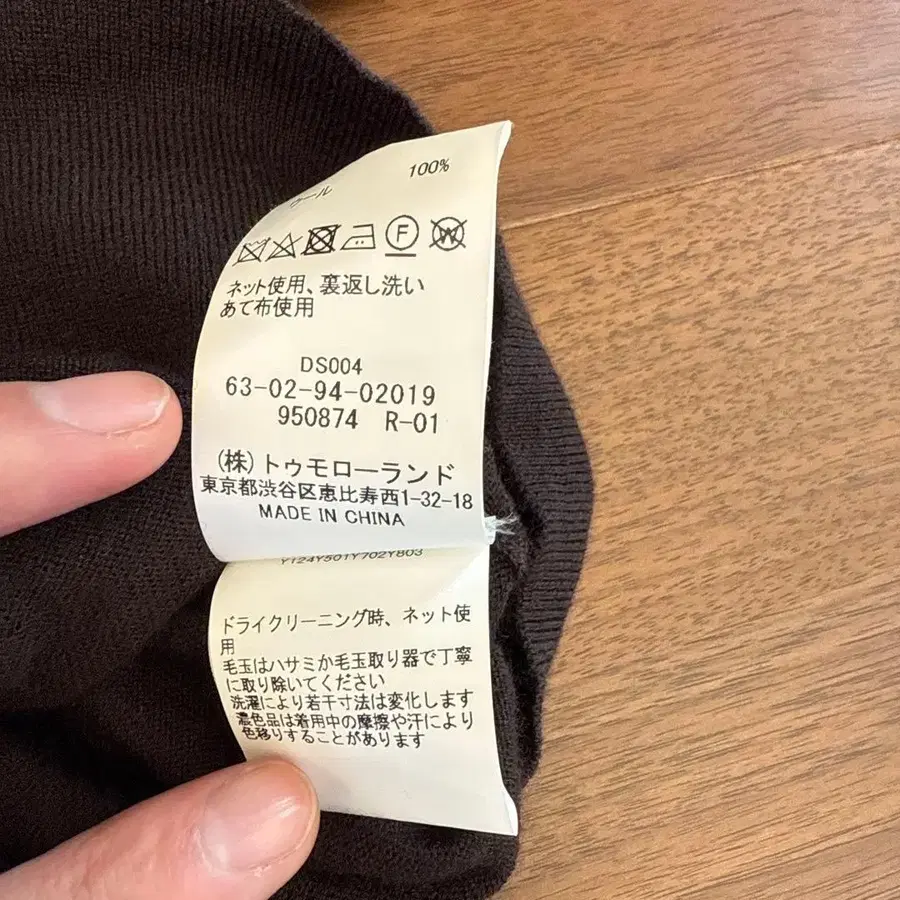 ウール 100%
F W
ネット使用、裏返し洗い
あて布使用
DS004
63-02-94-02019
950874 R-01
(株)トゥモローランド
東京都渋谷区恵比寿西1-32-18
MADE IN CHINA
Y124Y501Y702Y803
ドライクリーニング時、ネット使
用
毛玉はハサミか毛玉取り器で丁寧
に取り除いてください
洗濯により若干寸法は変化します
濃色品は着用中の摩擦や汗により
色移りすることがあります